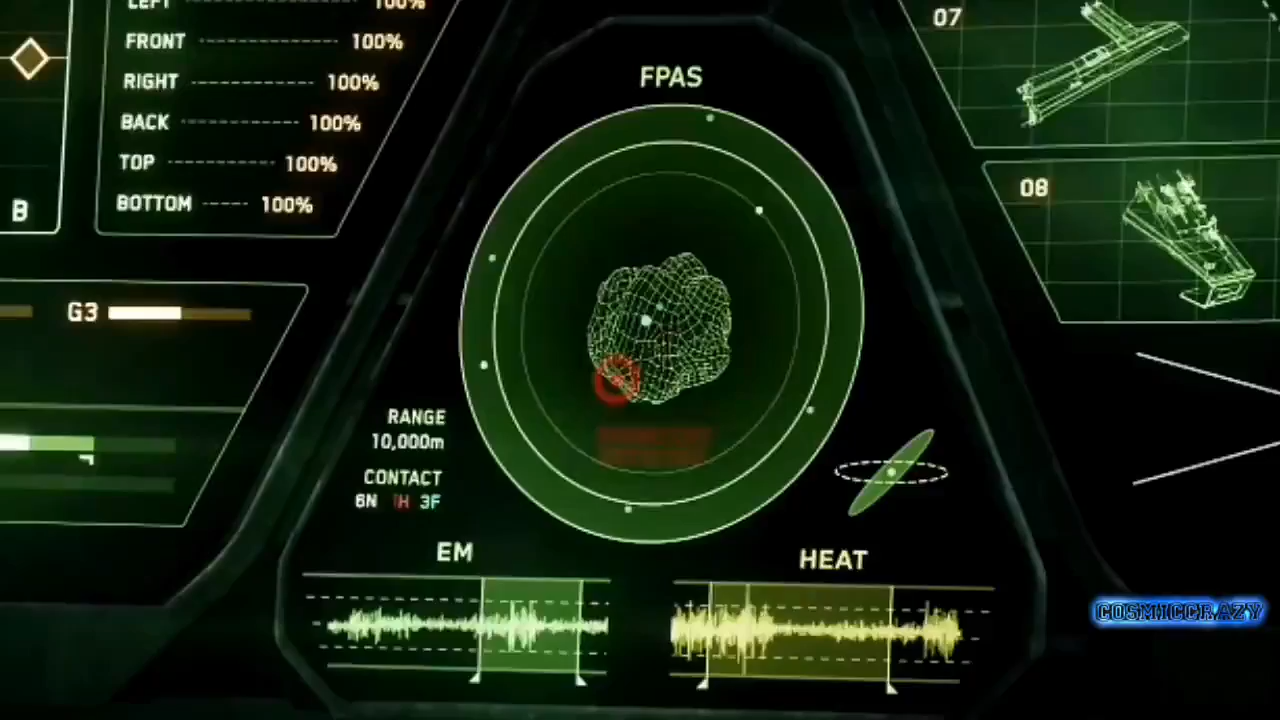 LEFT 100%
FRONT 100%
RIGHT 100%
BACK 100%
TOP 100%
BOTTOM 100%
B
G3
FPAS
RANGE
10,000m
CONTACT
6N 1H 3F
EM
HEAT
07
08
COSMICCRAZY